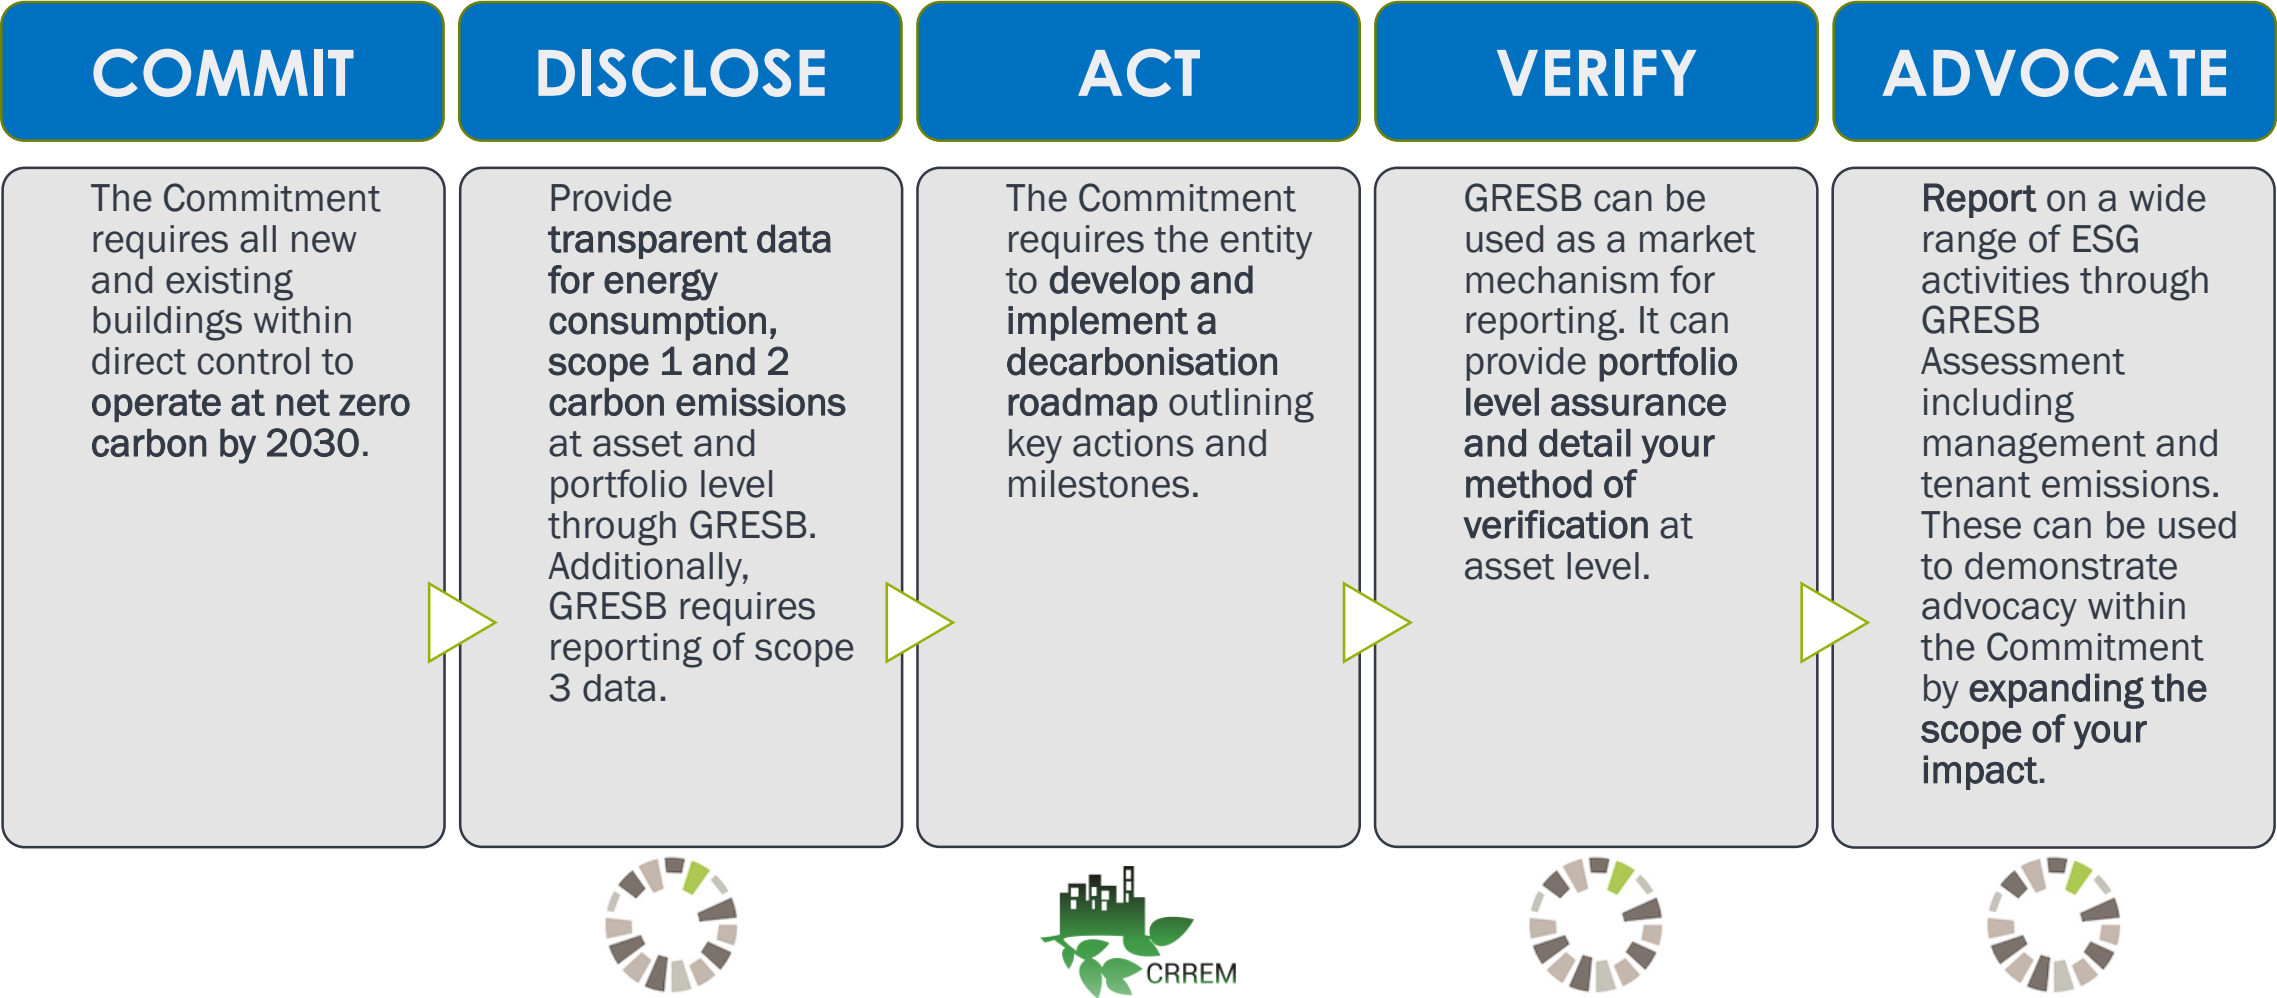 COMMIT
The Commitment
requires all new
and existing
buildings within
direct control to
operate at net zero
carbon by 2030.
DISCLOSE
Provide
transparent data
for energy
consumption,
scope 1 and 2
carbon emissions
at asset and
portfolio level
through GRESB.
Additionally,
GRESB requires
reporting of scope
3 data.
ACT
The Commitment
requires the entity
to develop and
implement a
decarbonisation
roadmap outlining
key actions and
milestones.
VERIFY
GRESB can be
used as a market
mechanism for
reporting. It can
provide portfolio
level assurance
and detail your
method of
verification at
asset level.
ADVOCATE
Report on a wide
range of ESG
activities through
GRESB
Assessment
including
management and
tenant emissions.
These can be used
to demonstrate
advocacy within
the Commitment
by expanding the
scope of your
impact.
CRREM